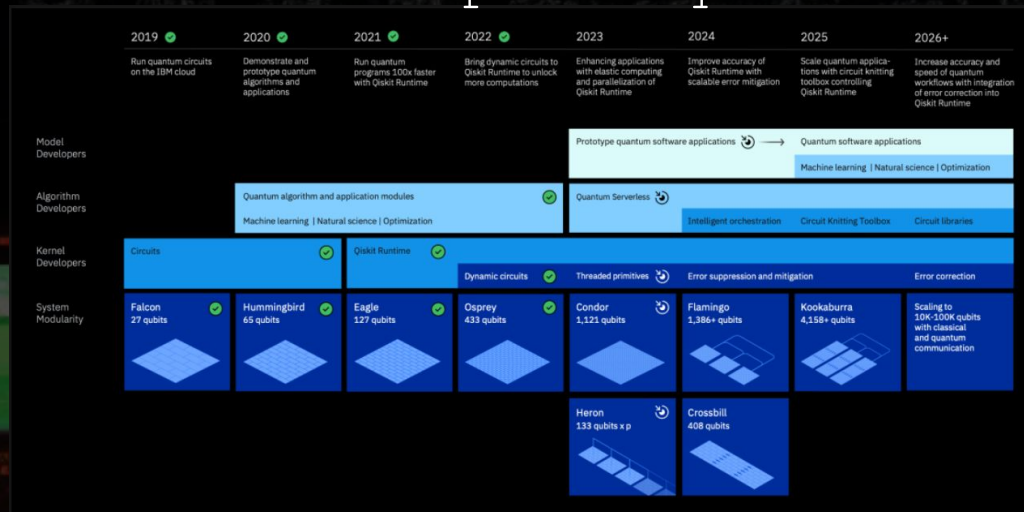 2019
2020
2021
2022
2023
2024
2025
2026+
Run quantum circuits
on the IBM cloud
Demonstrate and
prototype quantum
algorithms and
applications
Run quantum
programs 100x faster
with Qiskit Runtime
Bring dynamic circuits to
Qiskit Runtime to unlock
more computations
Enhancing applications
with elastic computing
and parallelization of
Qiskit Runtime
Improve accuracy of
Qiskit Runtime with
scalable error mitigation
Scale quantum applica-
tions with circuit knitting
toolbox controlling
Qiskit Runtime
Increase accuracy and
speed of quantum
workflows with integration
of error correction into
Qiskit Runtime
Model
Developers
Prototype quantum software applications
Quantum software applications
Machine learning | Natural science | Optimization
Algorithm
Developers
Quantum algorithm and application modules
Machine learning | Natural science | Optimization
Quantum Serverless
Intelligent orchestration
Circuit Knitting Toolbox
Circuit libraries
Kernel
Developers
Circuits
Qiskit Runtime
Dynamic circuits
Threaded primitives
Error suppression and mitigation
Error correction
System
Modularity
Falcon
27 qubits
Hummingbird
65 qubits
Eagle
127 qubits
Osprey
433 qubits
Condor
1,121 qubits
Flamingo
1,386+ qubits
Kookaburra
4,158+ qubits
Scaling to
10K-100K qubits
with classical
and quantum
communication
Heron
133 qubits x p
Crossbill
408 qubits